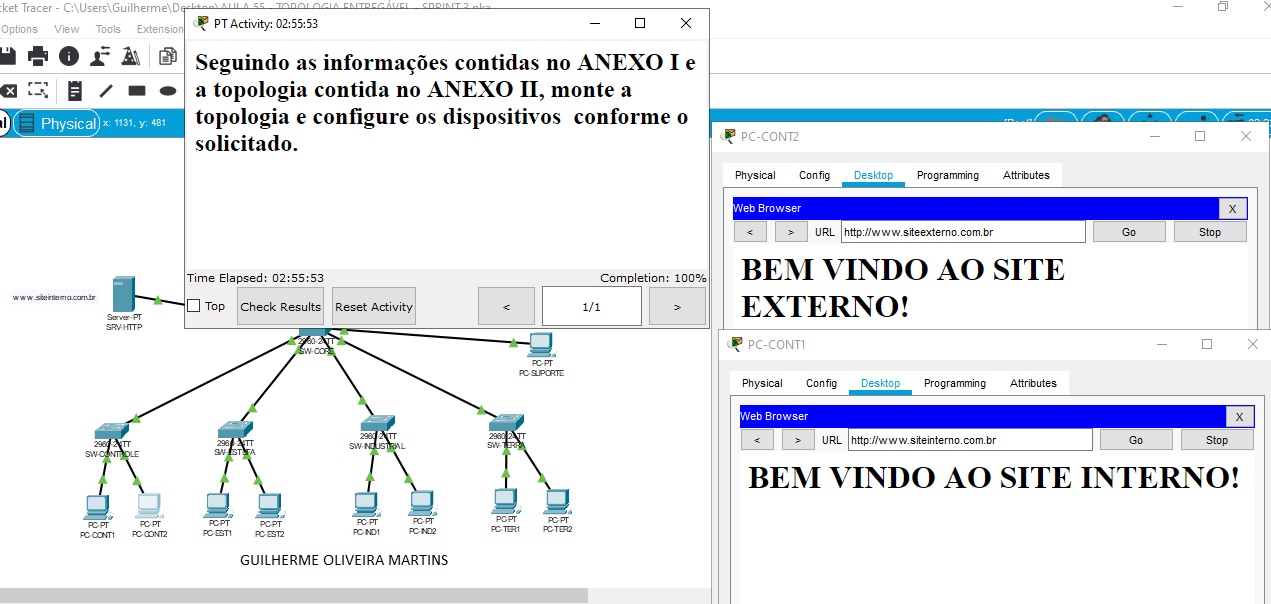 cket Tracer - C:\Users\Guilherme\Desktop\AULA 55 - TOPOLOGIA ENTREGÁVEL - SPRINT 3.pka
Options View Tools Extension
PT Activity: 02:55:53
Seguindo as informações contidas no ANEXO I e
a topologia contida no ANEXO II, monte a
topologia e configure os dispositivos conforme o
solicitado.
Time Elapsed: 02:55:53 Completion: 100%
Top Check Results Reset Activity < 1/1 >
Physical x: 1131, y: 481
PC-CONT2
Physical Config Desktop Programming Attributes
Web Browser X
< > URL http://www.siteexterno.com.br Go Stop
BEM VINDO AO SITE
EXTERNO!
PC-CONT1
Physical Config Desktop Programming Attributes
Web Browser X
< > URL http://www.siteinterno.com.br Go Stop
BEM VINDO AO SITE INTERNO!
www.siteinterno.com.br
Server-PT
SRV-HTTP
2960-24TT
SW-CORE
PC-PT
PC-SUPORTE
2960-24TT
SW-CONTROLE
2960-24TT
SW-ESTUFA
2960-24TT
SW-INDUSTRIAL
2960-24TT
SW-TERRA
PC-PT
PC-CONT1
PC-PT
PC-CONT2
PC-PT
PC-EST1
PC-PT
PC-EST2
PC-PT
PC-IND1
PC-PT
PC-IND2
PC-PT
PC-TER1
PC-PT
PC-TER2
GUILHERME OLIVEIRA MARTINS